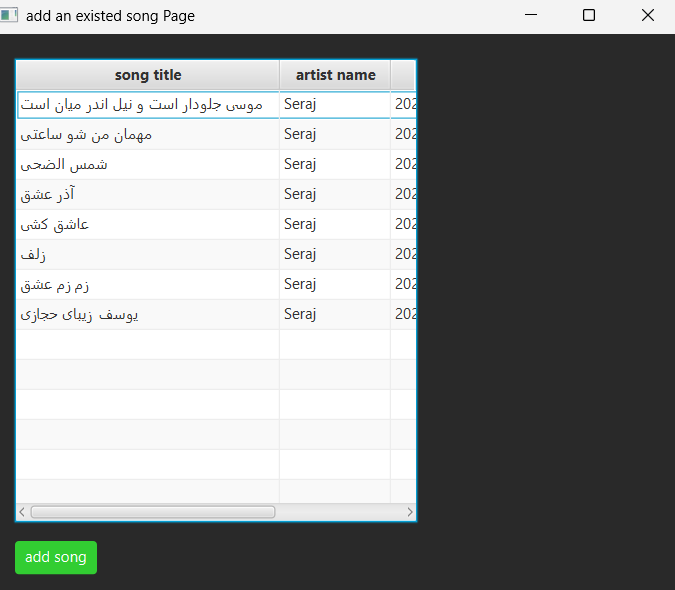 add an existed song Page
song title artist name
موسی جلودار است و نیل اندر میان است Seraj 202
مهمان من شو ساعتی Seraj 202
شمس الضحی Seraj 202
آذر عشق Seraj 202
عاشق کشی Seraj 202
زلف Seraj 202
زم زم عشق Seraj 202
یوسف زیبای حجازی Seraj 202
add song